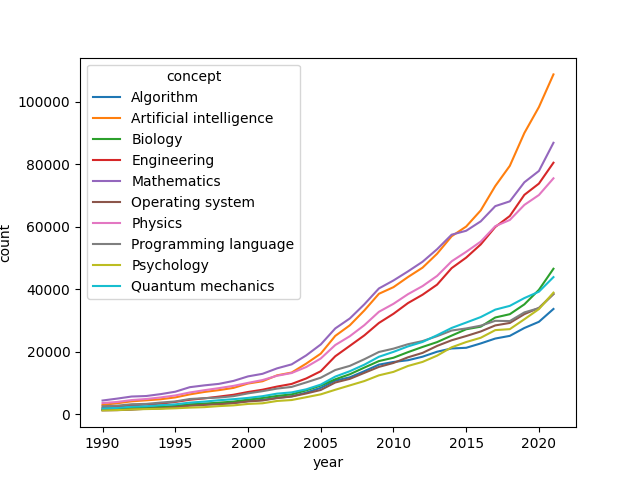 concept
Algorithm
Artificial intelligence
Biology
Engineering
Mathematics
Operating system
Physics
Programming language
Psychology
Quantum mechanics
100000
80000
60000
40000
20000
0
count
1990 1995 2000 2005 2010 2015 2020
year